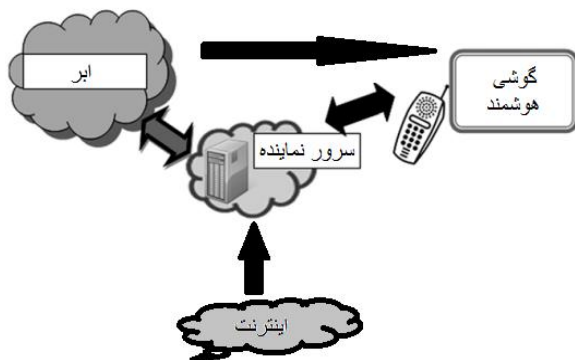 ابر
گوشی
هوشمند
سرور نماینده
اینترنت